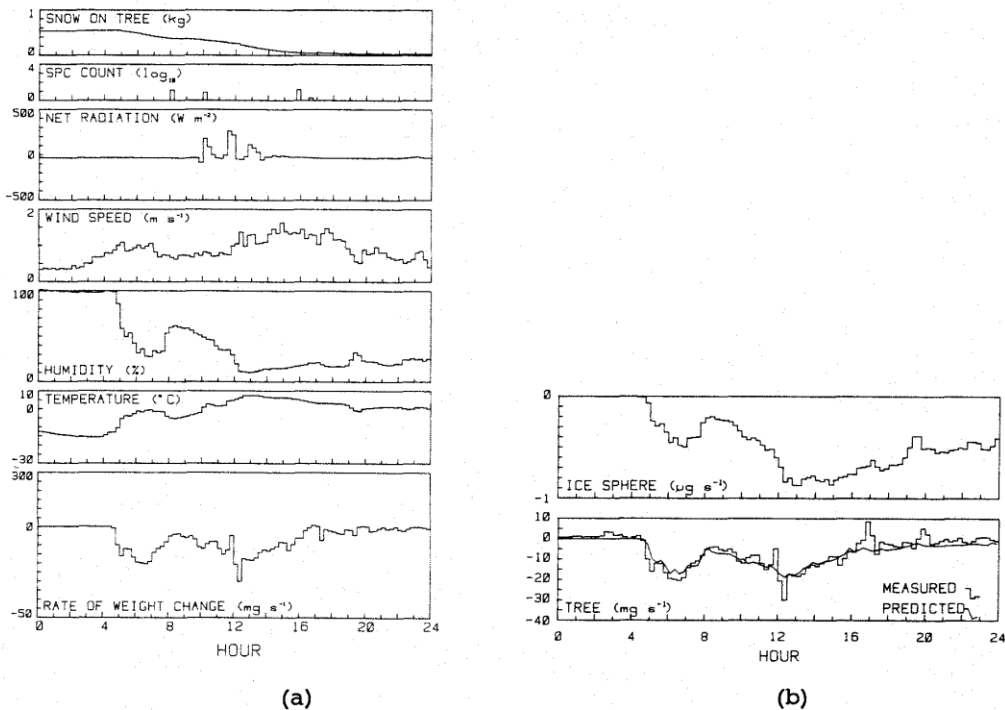 1
SNOW ON TREE (kg)
0
4
SPC COUNT (log₁₀)
0
500
NET RADIATION (W m⁻²)
0
-500
2
WIND SPEED (m s⁻¹)
0
100
HUMIDITY (%)
0
10
TEMPERATURE (°C)
0
-30
300
0
RATE OF WEIGHT CHANGE (mg s⁻¹)
-50
0 4 8 12 16 20 24
HOUR
(a)
0
ICE SPHERE (μg s⁻¹)
-1
10
0
-10
-20
MEASURED
-30
PREDICTED
TREE (mg s⁻¹)
-40
0 4 8 12 16 20 24
HOUR
(b)